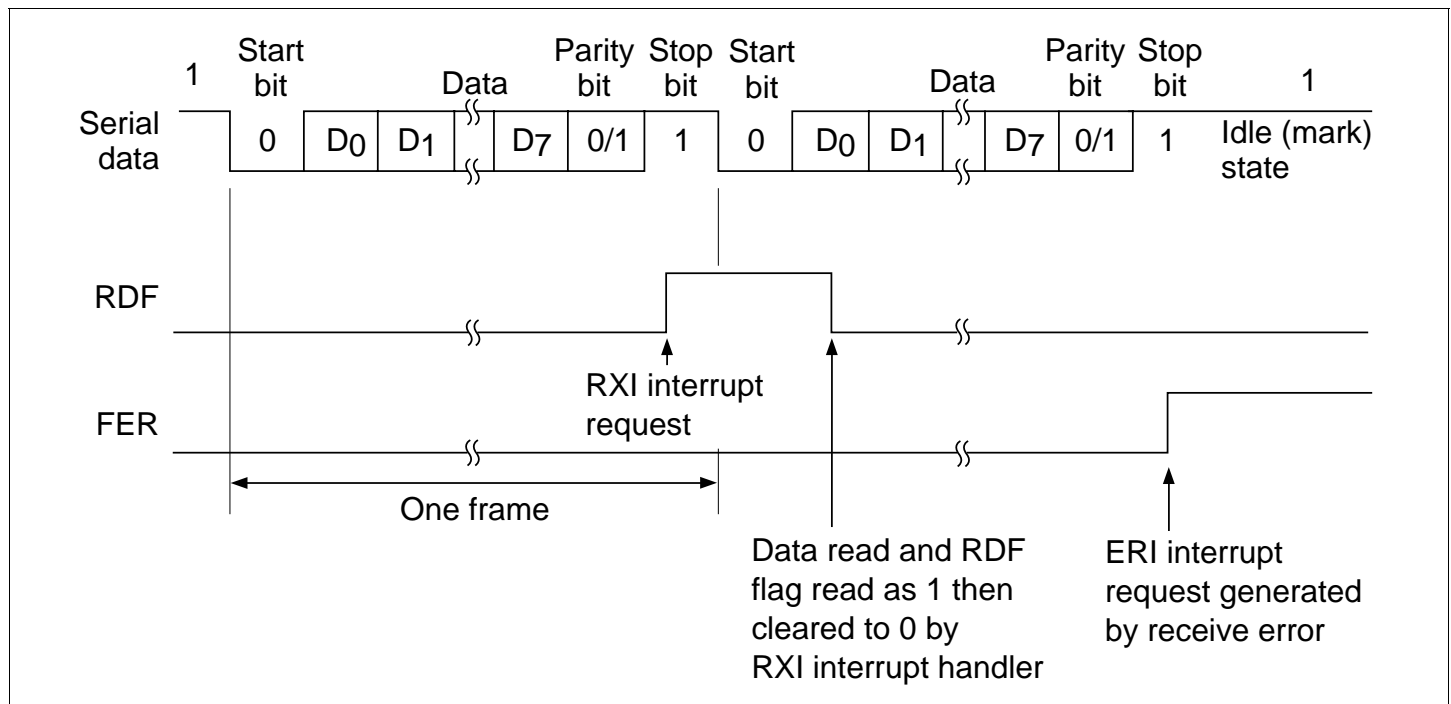 1 Start bit Data Parity bit Stop bit Start bit Data Parity bit Stop bit 1
Serial data 0 D0 D1 D7 0/1 1 0 D0 D1 D7 0/1 1 Idle (mark) state
RDF
RXI interrupt
request
FER
One frame
Data read and RDF
flag read as 1 then
cleared to 0 by
RXI interrupt handler
ERI interrupt
request generated
by receive error